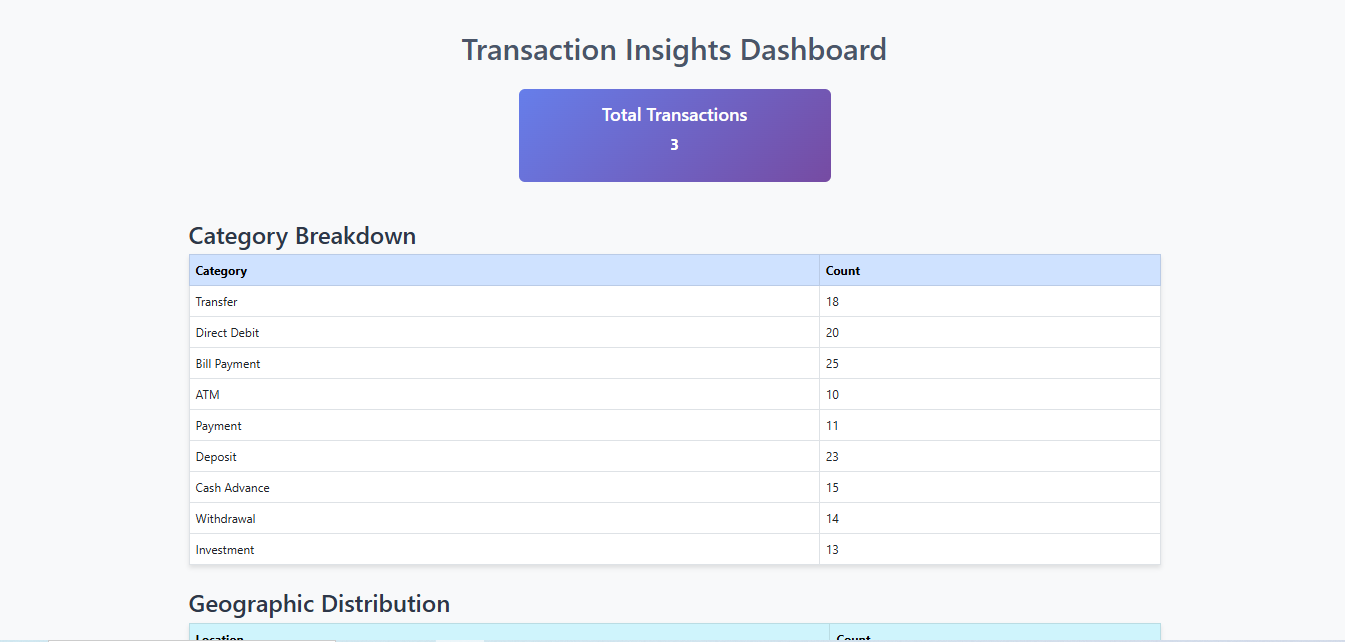 Transaction Insights Dashboard
Total Transactions
3
Category Breakdown
Category Count
Transfer 18
Direct Debit 20
Bill Payment 25
ATM 10
Payment 11
Deposit 23
Cash Advance 15
Withdrawal 14
Investment 13
Geographic Distribution
Location Count